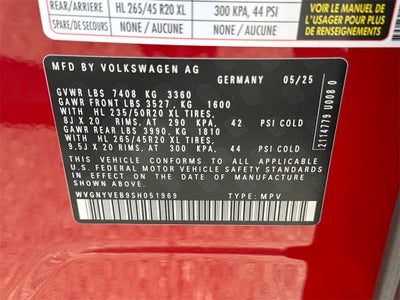 REAR/ARRIERE HL 265/45 R20 XL 300 KPA, 44 PSI
SPARE/DE SECOURS NONE / AUCUN NONE / AUCUNE
LE MANUEL DE
L'USAGER POUR PLUS
DE RENSEIGNEMENTS
MFD BY VOLKSWAGEN AG
GERMANY 05/25
GVWR LBS 7408 KG 3360
GAWR FRONT LBS 3527, KG 1600
HL 235/50R20 XL TIRES,
8J X 20 RIMS, AT 290 KPA, 42 PSI COLD
GAWR REAR LBS 3990, KG 1810
HL 265/45R20 XL TIRES,
9.5J X 20 RIMS, AT 300 KPA, 44 PSI COLD
THIS VEHICLE CONFORMS TO ALL APPLICABLE
U.S. FEDERAL MOTOR VEHICLE SAFETY STANDARDS
IN EFFECT ON THE DATE OF MANUFACTURE
SHOWN ABOVE.
WVGNYVEB9SH051969 TYPE: MPV
2114779 U008 0